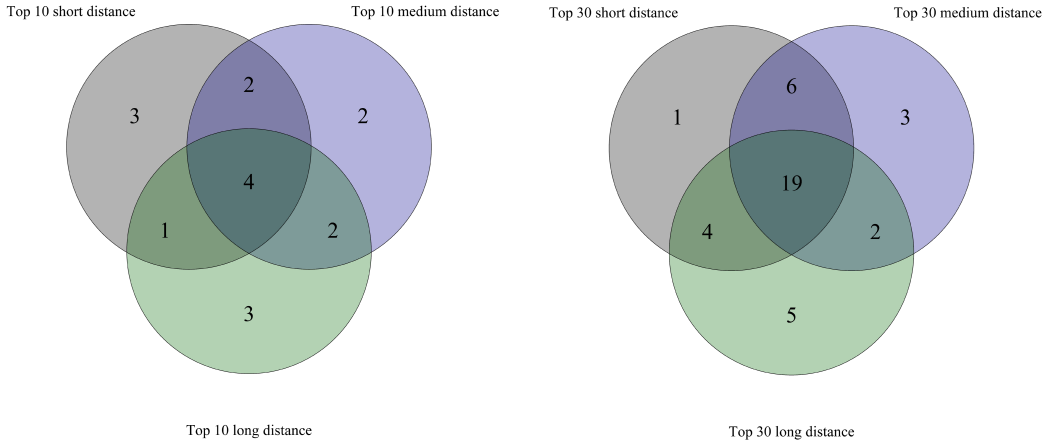 Top 10 short distance
Top 10 medium distance
2
3
2
4
1
2
3
Top 10 long distance
Top 30 short distance
Top 30 medium distance
6
1
3
19
4
2
5
Top 30 long distance